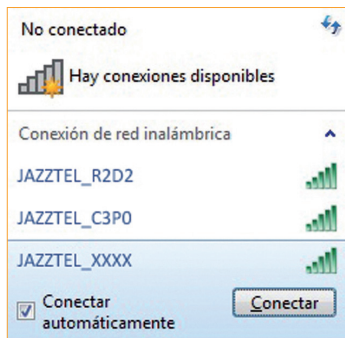 No conectado
Hay conexiones disponibles
Conexión de red inalámbrica
JAZZTEL_R2D2
JAZZTEL_C3P0
JAZZTEL_XXXX
Conectar
automáticamente
Conectar